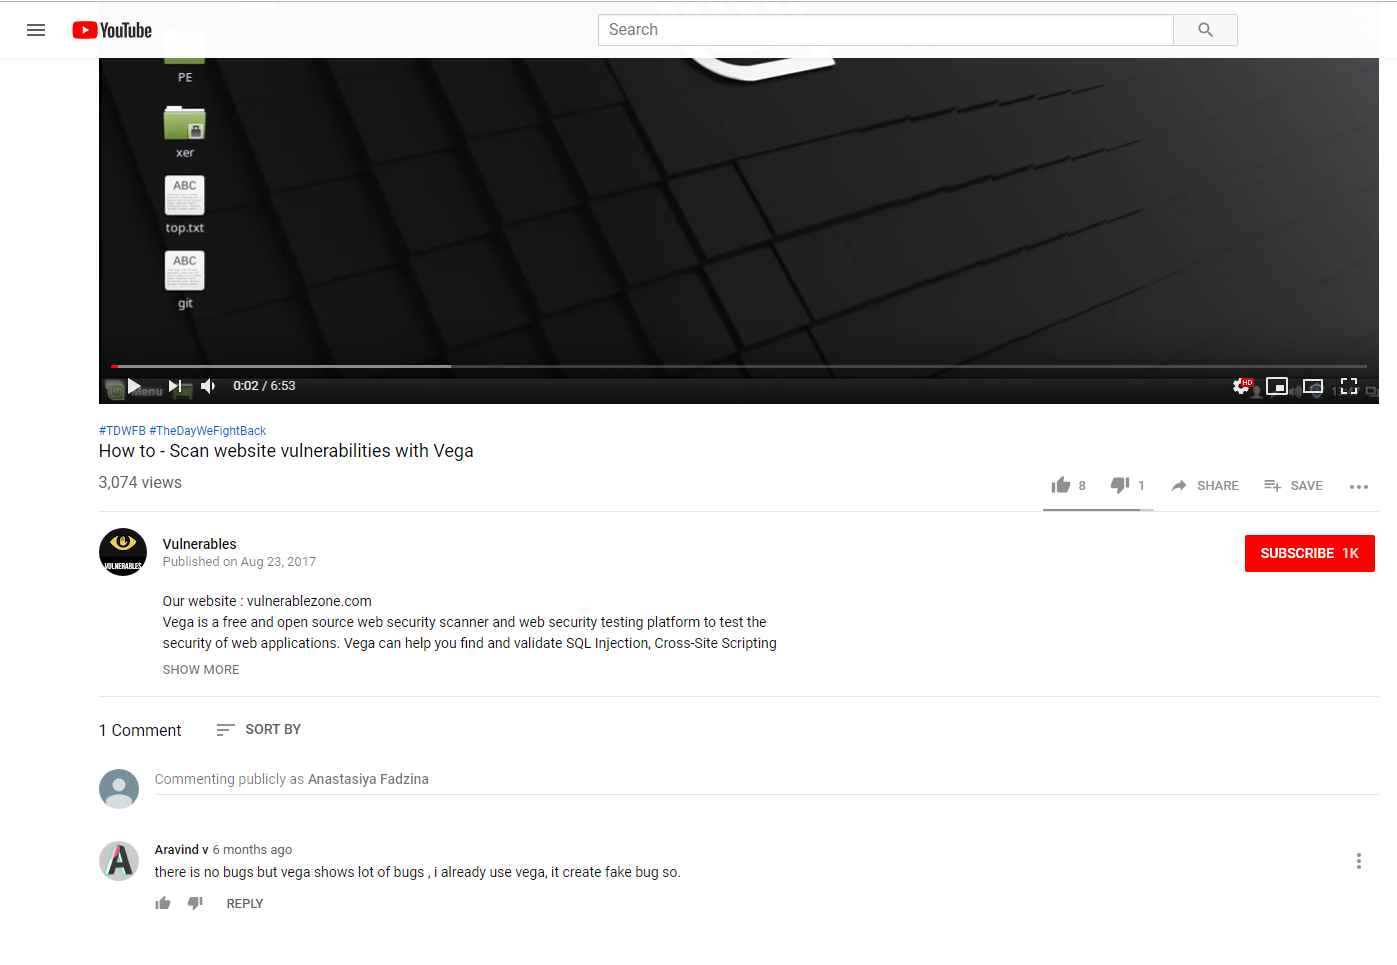 YouTube
Search
PE
xer
ABC
top.txt
ABC
git
Menu
0:02 / 6:53
HD
#TDWFB #TheDayWeFightBack
How to - Scan website vulnerabilities with Vega
3,074 views
8
1
SHARE
SAVE
VULNERABLES
Vulnerables
Published on Aug 23, 2017
SUBSCRIBE 1K
Our website : vulnerablezone.com
Vega is a free and open source web security scanner and web security testing platform to test the
security of web applications. Vega can help you find and validate SQL Injection, Cross-Site Scripting
SHOW MORE
1 Comment
SORT BY
Commenting publicly as Anastasiya Fadzina
A
Aravind v 6 months ago
there is no bugs but vega shows lot of bugs , i already use vega, it create fake bug so.
REPLY